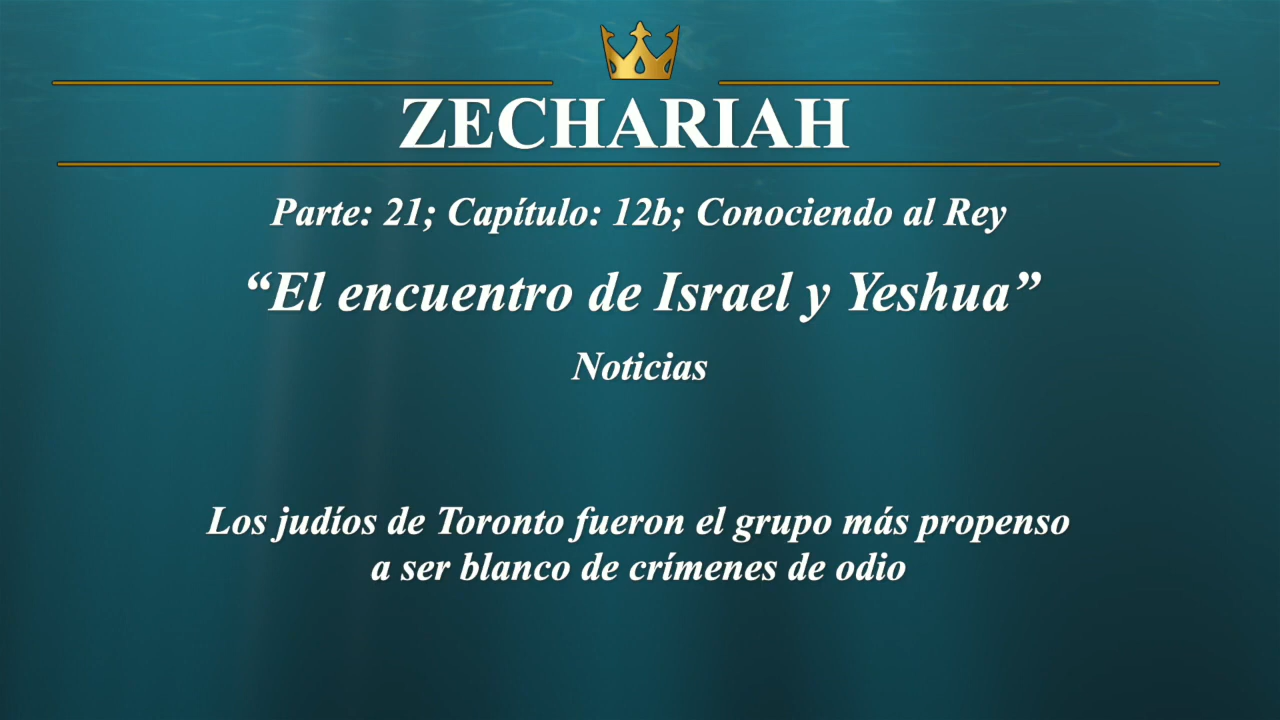 ZECHARIAH
Parte: 21; Capítulo: 12b; Conociendo al Rey
“El encuentro de Israel y Yeshua”
Noticias
Los judíos de Toronto fueron el grupo más propenso
a ser blanco de crímenes de odio